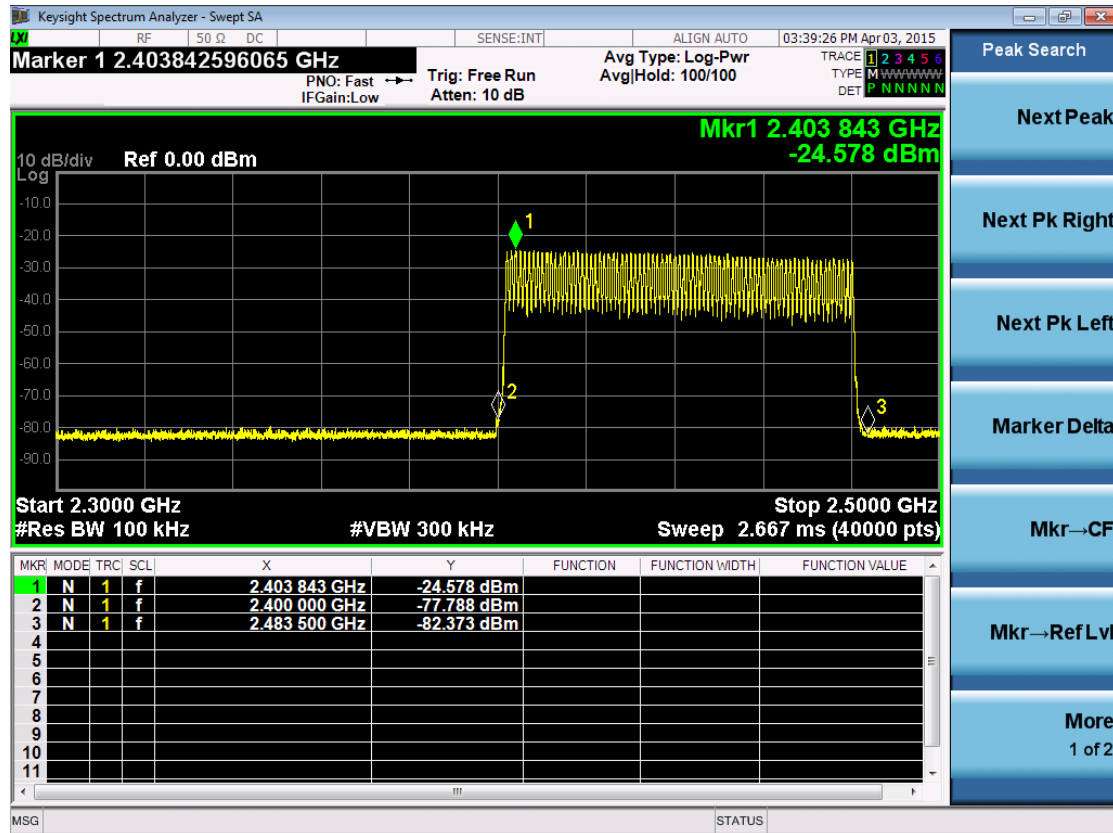 Keysight Spectrum Analyzer - Swept SA
LXI RF 50 Ω DC SENSE:INT ALIGN AUTO 03:39:26 PM Apr 03, 2015
Marker 1 2.403842596065 GHz
PNO: Fast
IFGain:Low
Trig: Free Run
Atten: 10 dB
Avg Type: Log-Pwr
Avg|Hold: 100/100
TRACE 1 2 3 4 5 6
TYPE M W W W W W
DET P N N N N N
Mkr1 2.403 843 GHz
-24.578 dBm
10 dB/div Ref 0.00 dBm
Log
-10.0
-20.0
-30.0
-40.0
-50.0
-60.0
-70.0
-80.0
-90.0
1
2
3
Start 2.3000 GHz Stop 2.5000 GHz
#Res BW 100 kHz #VBW 300 kHz Sweep 2.667 ms (40000 pts)
MKR MODE TRC SCL X Y FUNCTION FUNCTION WIDTH FUNCTION VALUE
1 N 1 f 2.403 843 GHz -24.578 dBm
2 N 1 f 2.400 000 GHz -77.788 dBm
3 N 1 f 2.483 500 GHz -82.373 dBm
4
5
6
7
8
9
10
11
MSG STATUS
Peak Search
Next Peak
Next Pk Right
Next Pk Left
Marker Delta
Mkr→CF
Mkr→Ref Lvl
More
1 of 2